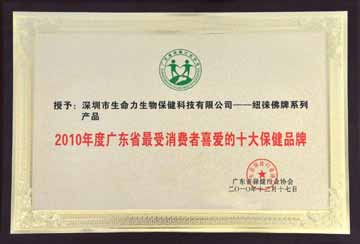 授予：深圳市生命力生物保健科技有限公司——纽徕佛牌系列
产品
2010年度广东省最受消费者喜爱的十大保健品牌
广东省保健行业协会
二〇一〇年十二月十七日